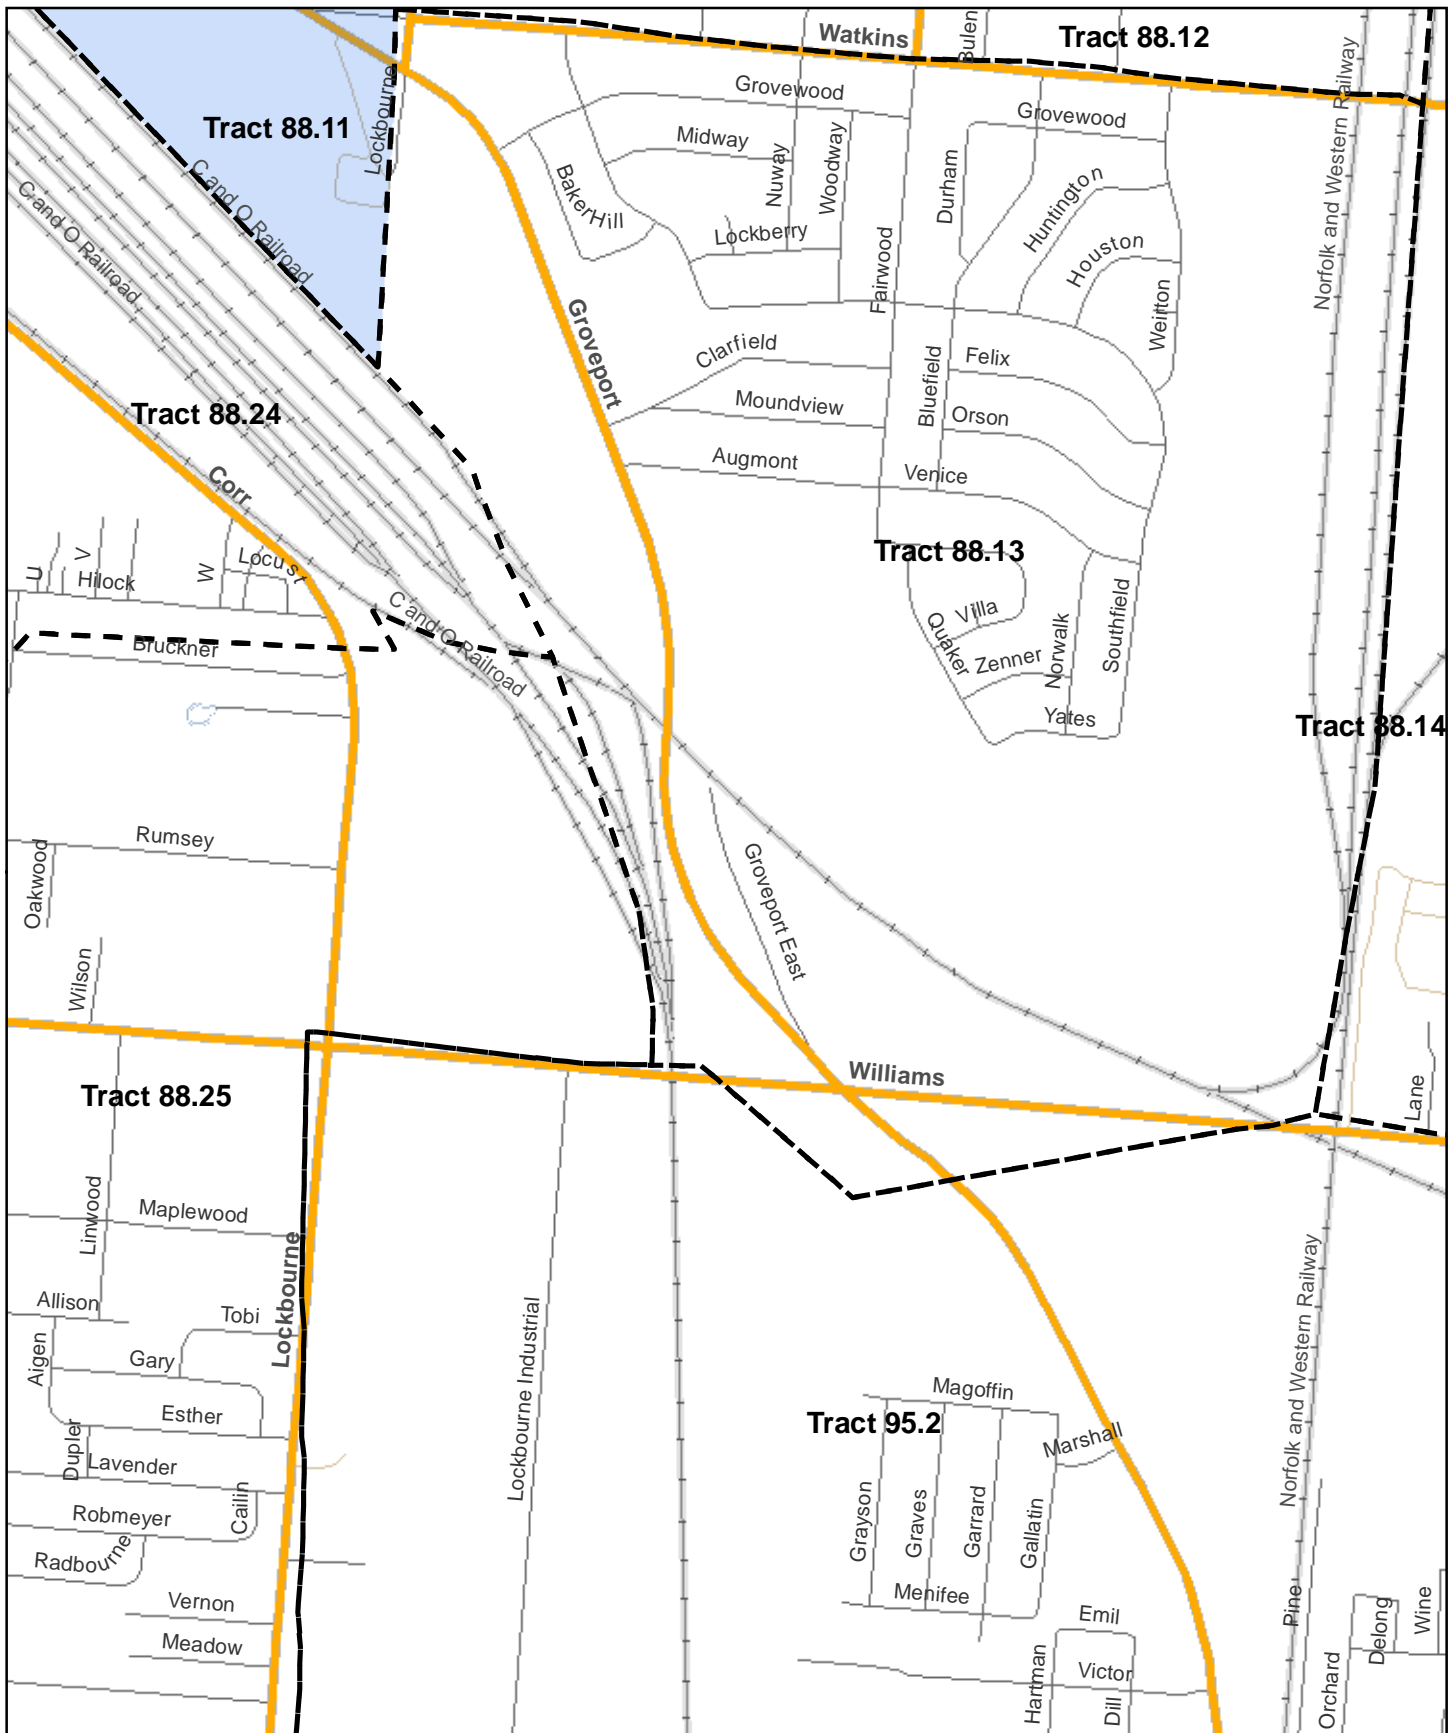 Watkins
Bulen
Tract 88.12
Lockbourne
Tract 88.11
Grovewood
Grovewood
Norfolk and Western Railway
Midway
Nuway
Woodway
Durham
Huntington
C and O Railroad
C and O Railroad
BakerHill
Lockberry
Fairwood
Houston
Weirton
Groveport
Clarfield
Bluefield
Felix
Moundview
Orson
Tract 88.24
Corr
Augmont
Venice
U
V
W
Locust
Hilock
Tract 88.13
C and O Railroad
Villa
Quaker
Norwalk
Southfield
Bruckner
Zenner
Yates
Tract 88.14
Rumsey
Oakwood
Groveport East
Wilson
Williams
Tract 88.25
Lane
Linwood
Maplewood
Lockbourne
Norfolk and Western Railway
Allison
Tobi
Aigen
Gary
Lockbourne Industrial
Esther
Magoffin
Tract 95.2
Marshall
Dupler
Lavender
Cailin
Grayson
Graves
Garrard
Gallatin
Robmeyer
Radbourne
Menifee
Vernon
Emil
Pine
Delong
Wine
Meadow
Hartman
Victor
Dill
Orchard